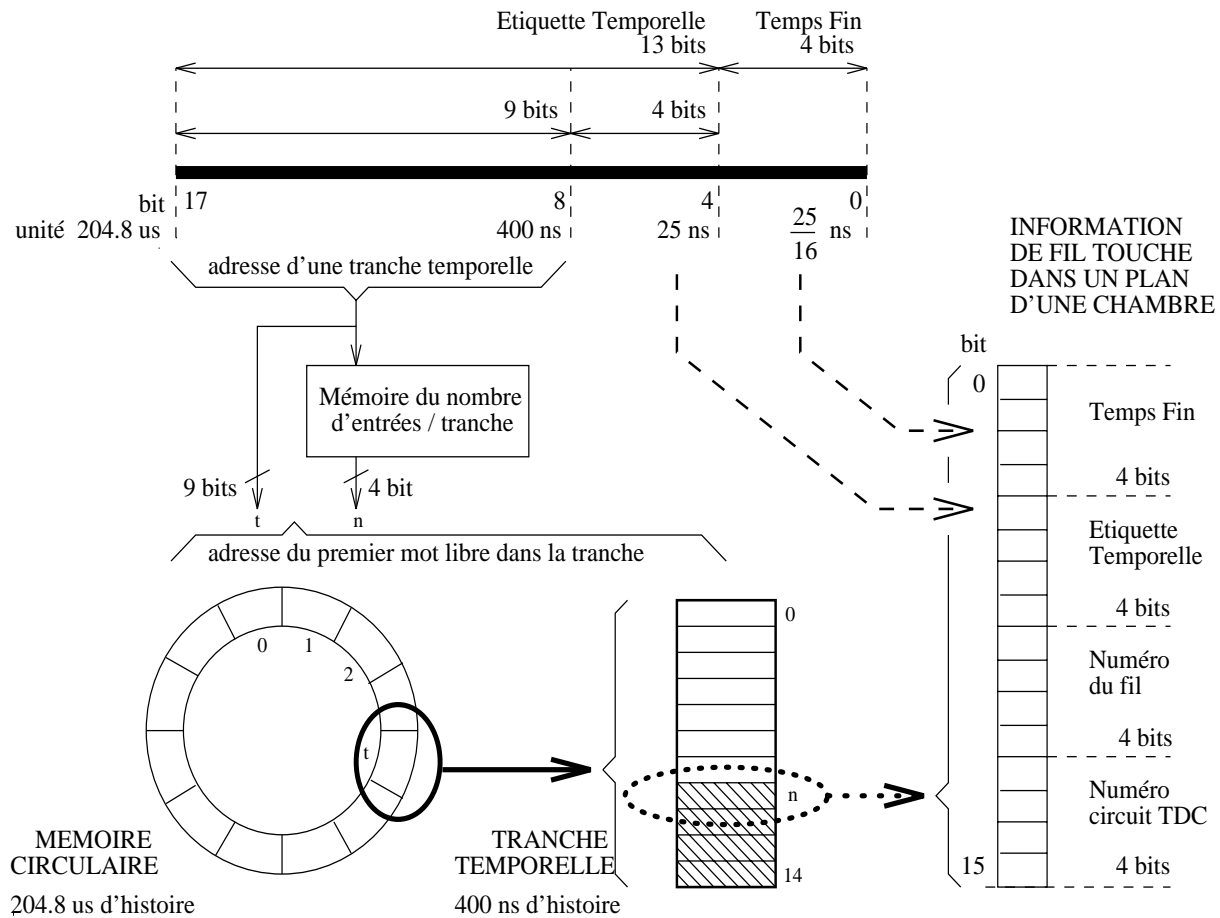 Etiquette Temporelle
13 bits
Temps Fin
4 bits
9 bits
4 bits
bit 17 8 4 0
unité 204.8 us 400 ns 25 ns 25/16 ns
adresse d'une tranche temporelle
INFORMATION
DE FIL TOUCHE
DANS UN PLAN
D'UNE CHAMBRE
Mémoire du nombre
d'entrées / tranche
9 bits
4 bit
t
n
adresse du premier mot libre dans la tranche
bit
0
Temps Fin
4 bits
Etiquette
Temporelle
4 bits
Numéro
du fil
4 bits
Numéro
circuit TDC
4 bits
15
0
1
2
t
MEMOIRE
CIRCULAIRE
204.8 us d'histoire
0
n
14
TRANCHE
TEMPORELLE
400 ns d'histoire